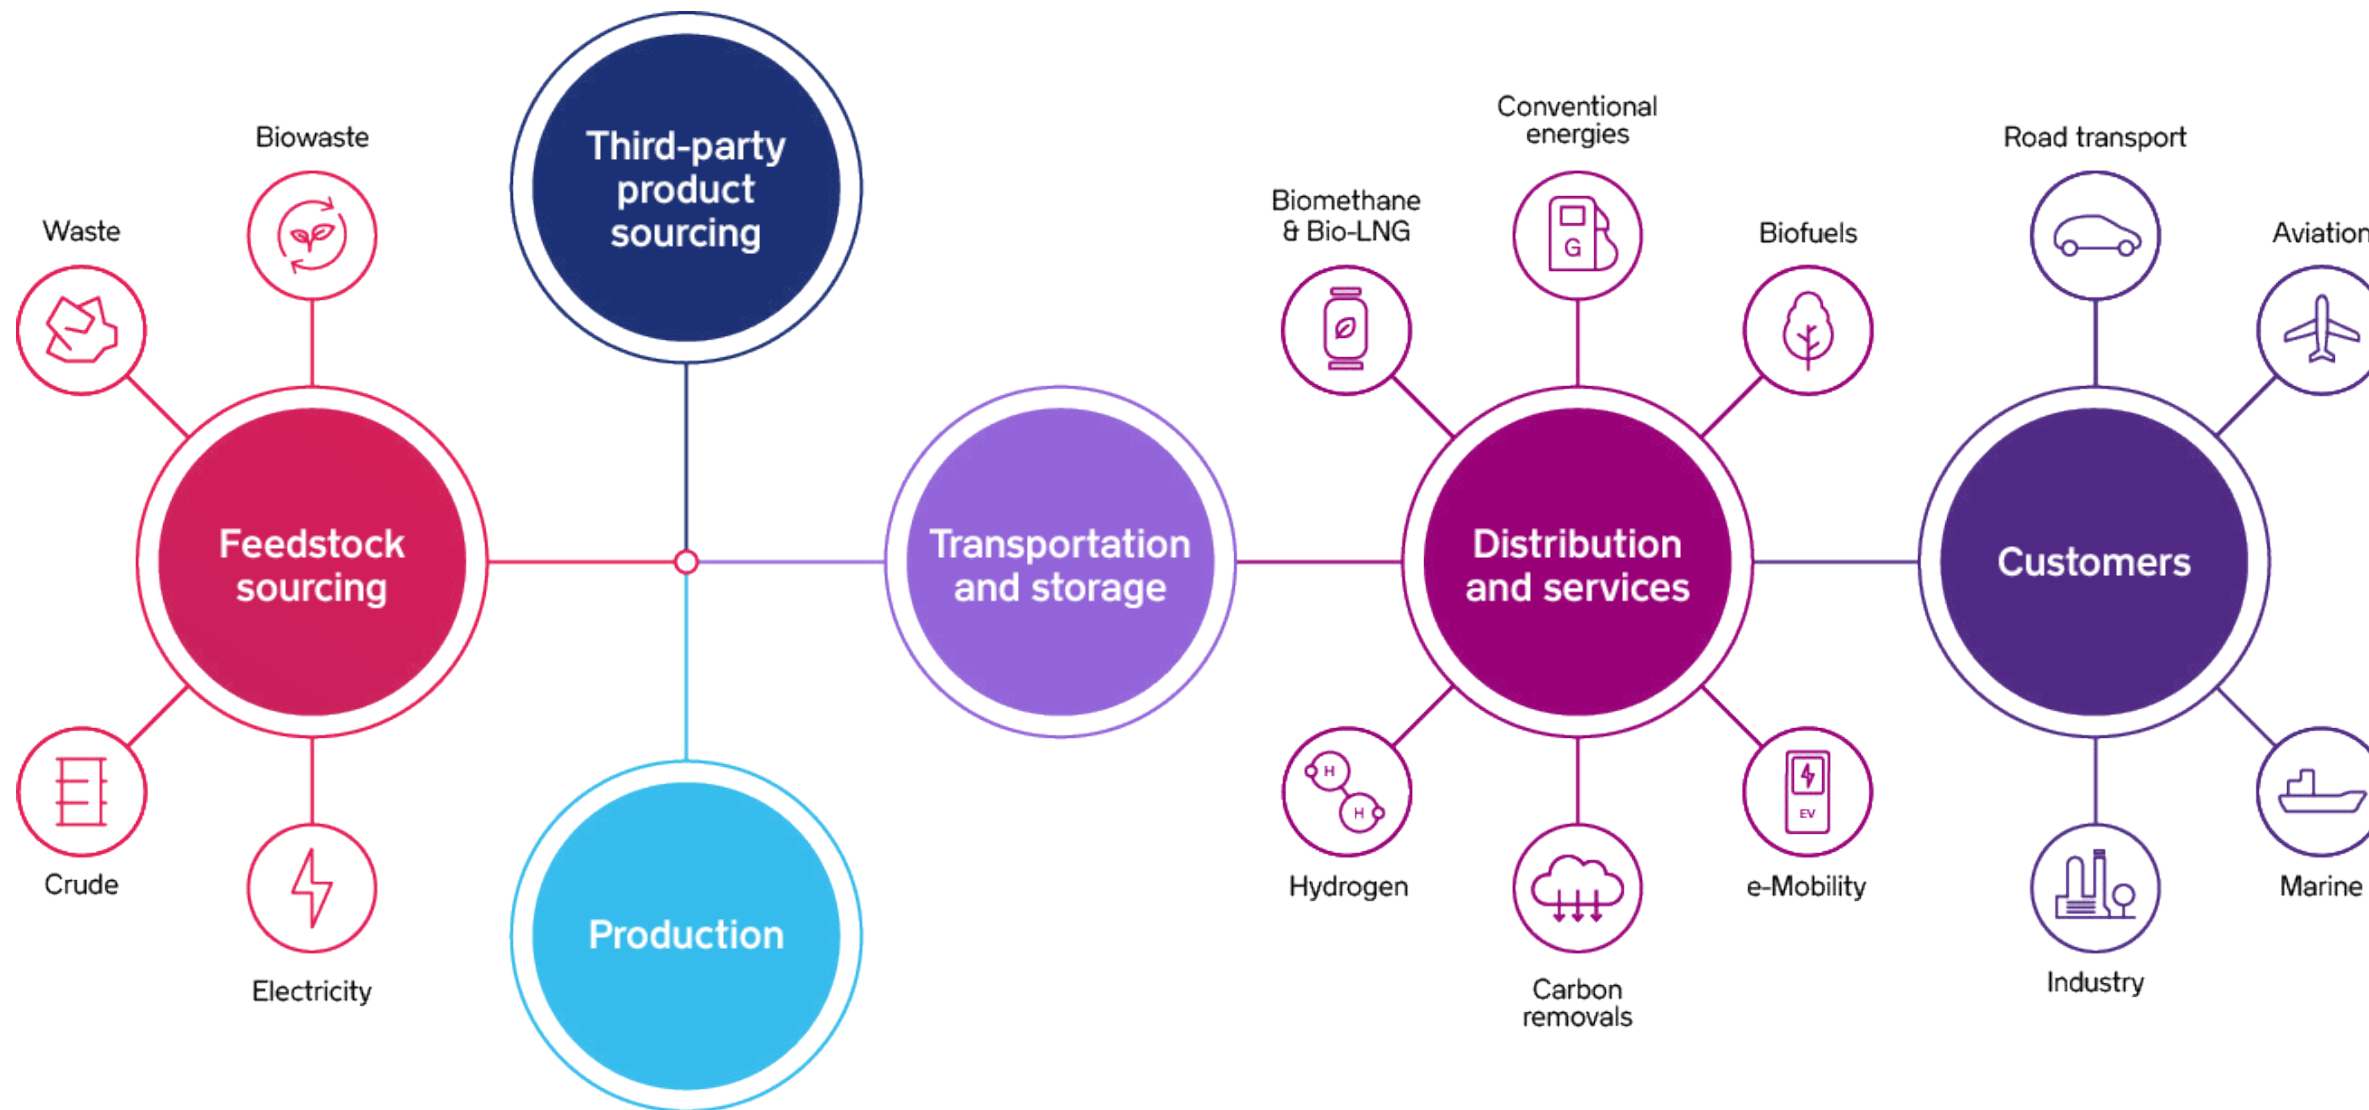 Waste
Biowaste
Feedstock
sourcing
Crude
Electricity
Third-party
product
sourcing
Production
Transportation
and storage
Biomethane
& Bio-LNG
Conventional
energies
G
Biofuels
Distribution
and services
H
H
Hydrogen
Carbon
removals
EV
e-Mobility
Road transport
Aviation
Customers
Industry
Marine